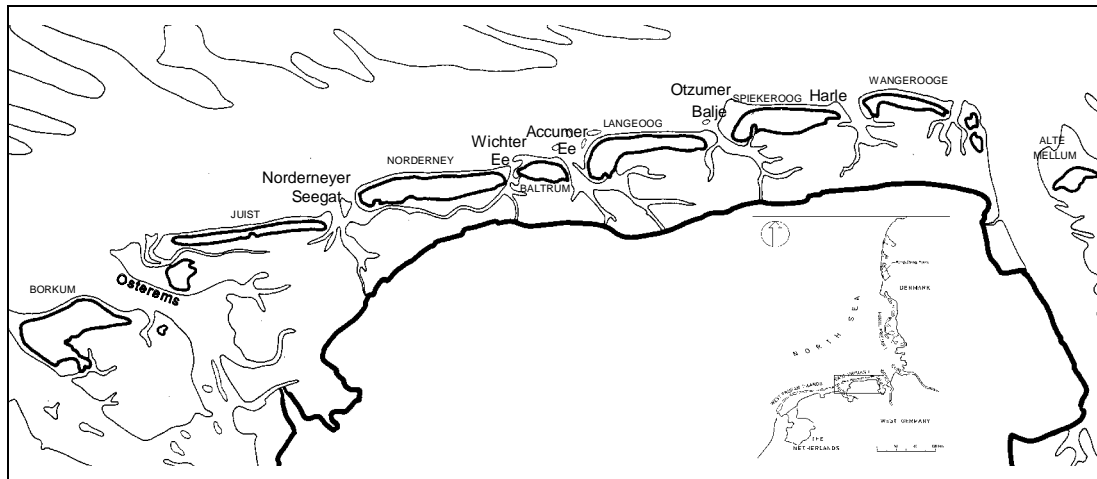 WANGEROOGE
Otzumer
Balje
SPIEKEROOG
Harle
LANGEOOG
Accumer
Ee
Wichter
Ee
BALTRUM
ALTE
MELLUM
NORDERNEY
Norderneyer
Seegat
JUIST
Osterems
BORKUM
DENMARK
NORTH SEA
WEST GERMANY
THE
NETHERLANDS